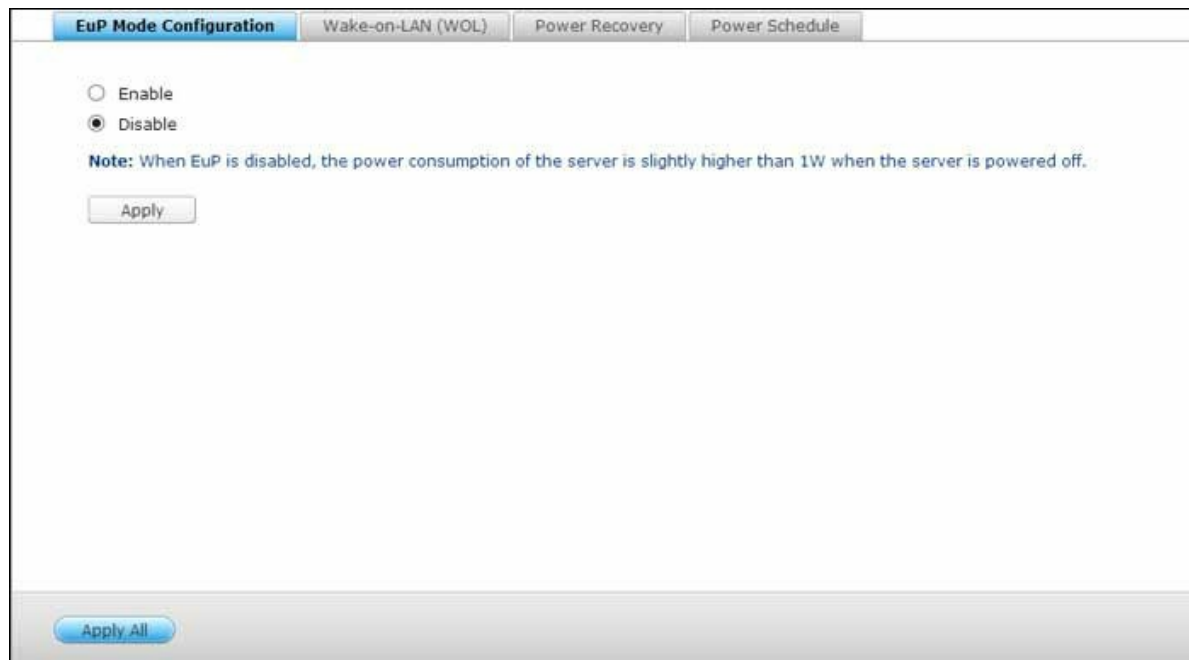 EuP Mode Configuration Wake-on-LAN (WOL) Power Recovery Power Schedule
Enable
Disable
Note: When EuP is disabled, the power consumption of the server is slightly higher than 1W when the server is powered off.
Apply
Apply All